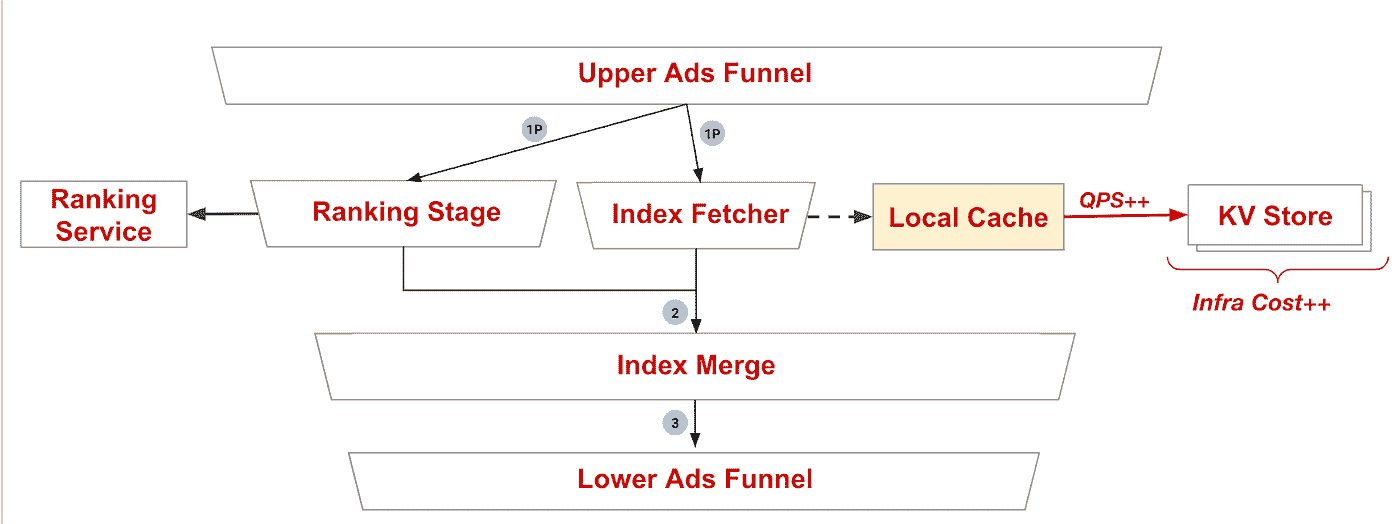 Upper Ads Funnel
1P
1P
Ranking
Service
Ranking Stage
Index Fetcher
Local Cache
QPS++
KV Store
Infra Cost++
2
Index Merge
3
Lower Ads Funnel